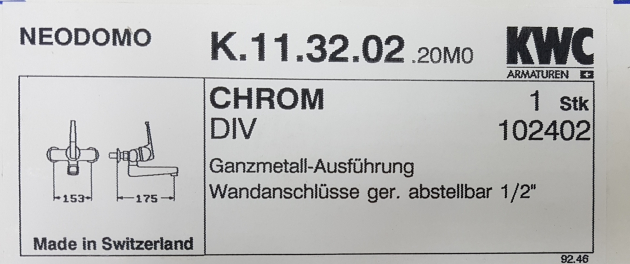 NEODOMO
K.11.32.02 .20M0
KWC
ARMATUREN
CHROM 1 Stk
DIV 102402
Ganzmetall-Ausführung
Wandanschlüsse ger. abstellbar 1/2"
153 175
Made in Switzerland
92.46